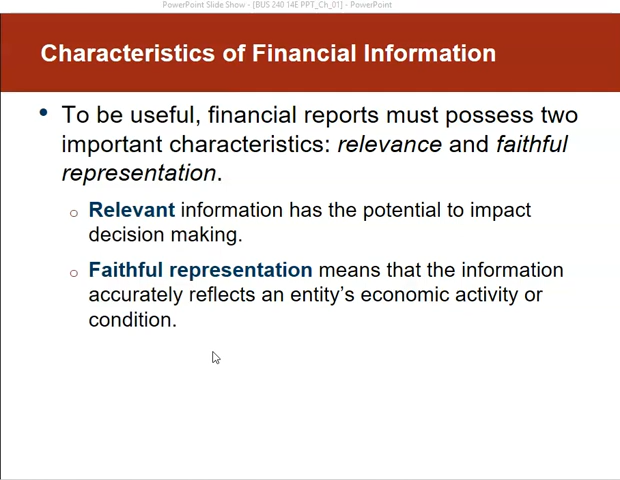 PowerPoint Slide Show - [BUS 240 14E PPT_Ch_01] - PowerPoint
Characteristics of Financial Information
• To be useful, financial reports must possess two
important characteristics: relevance and faithful
representation.
o Relevant information has the potential to impact
decision making.
o Faithful representation means that the information
accurately reflects an entity’s economic activity or
condition.